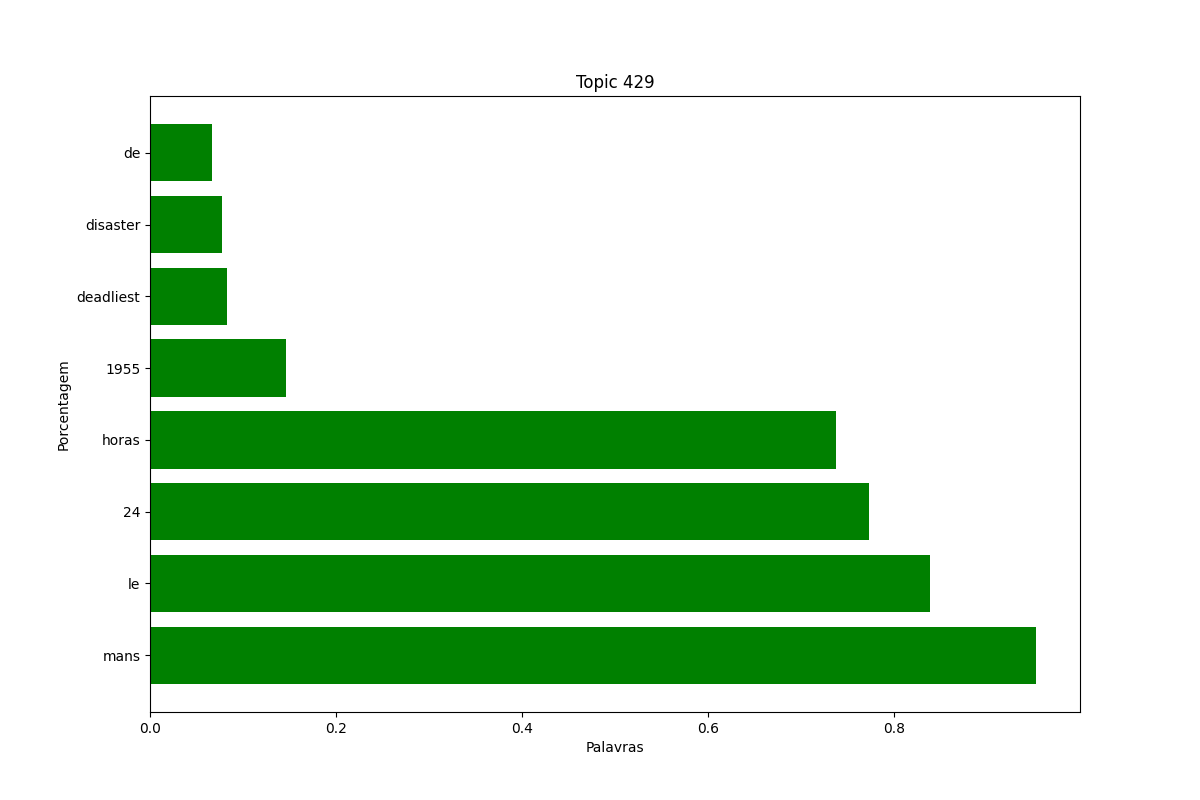 Topic 429
de
disaster
deadliest
1955
horas
24
le
mans
Porcentagem
0.0 0.2 0.4 0.6 0.8
Palavras